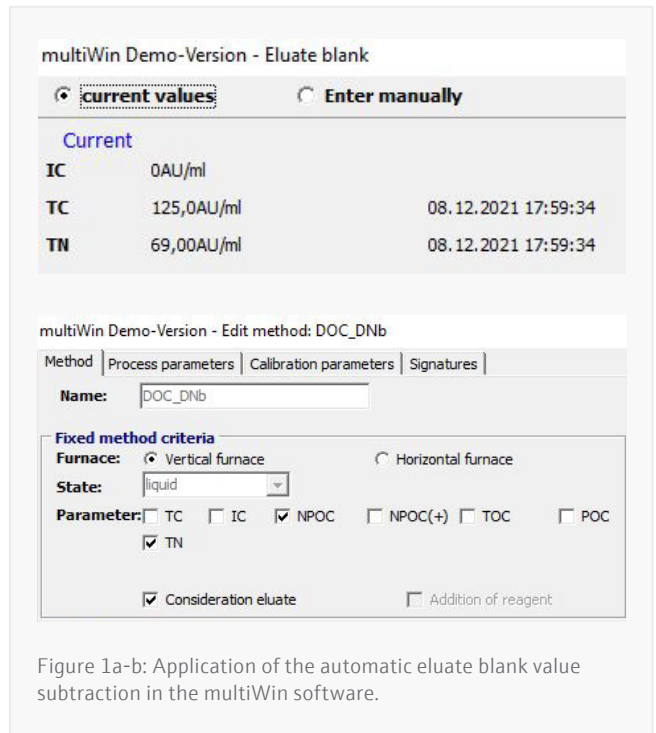 multiWin Demo-Version - Eluate blank
current values Enter manually
Current
IC 0AU/ml
TC 125,0AU/ml 08.12.2021 17:59:34
TN 69,00AU/ml 08.12.2021 17:59:34
multiWin Demo-Version - Edit method: DOC_DNb
Method Process parameters Calibration parameters Signatures
Name: DOC_DNb
Fixed method criteria
Furnace: Vertical furnace Horizontal furnace
State: liquid
Parameter: TC IC NPOC NPOC(+) TOC POC
TN
Consideration eluate Addition of reagent
Figure 1a-b: Application of the automatic eluate blank value
subtraction in the multiWin software.